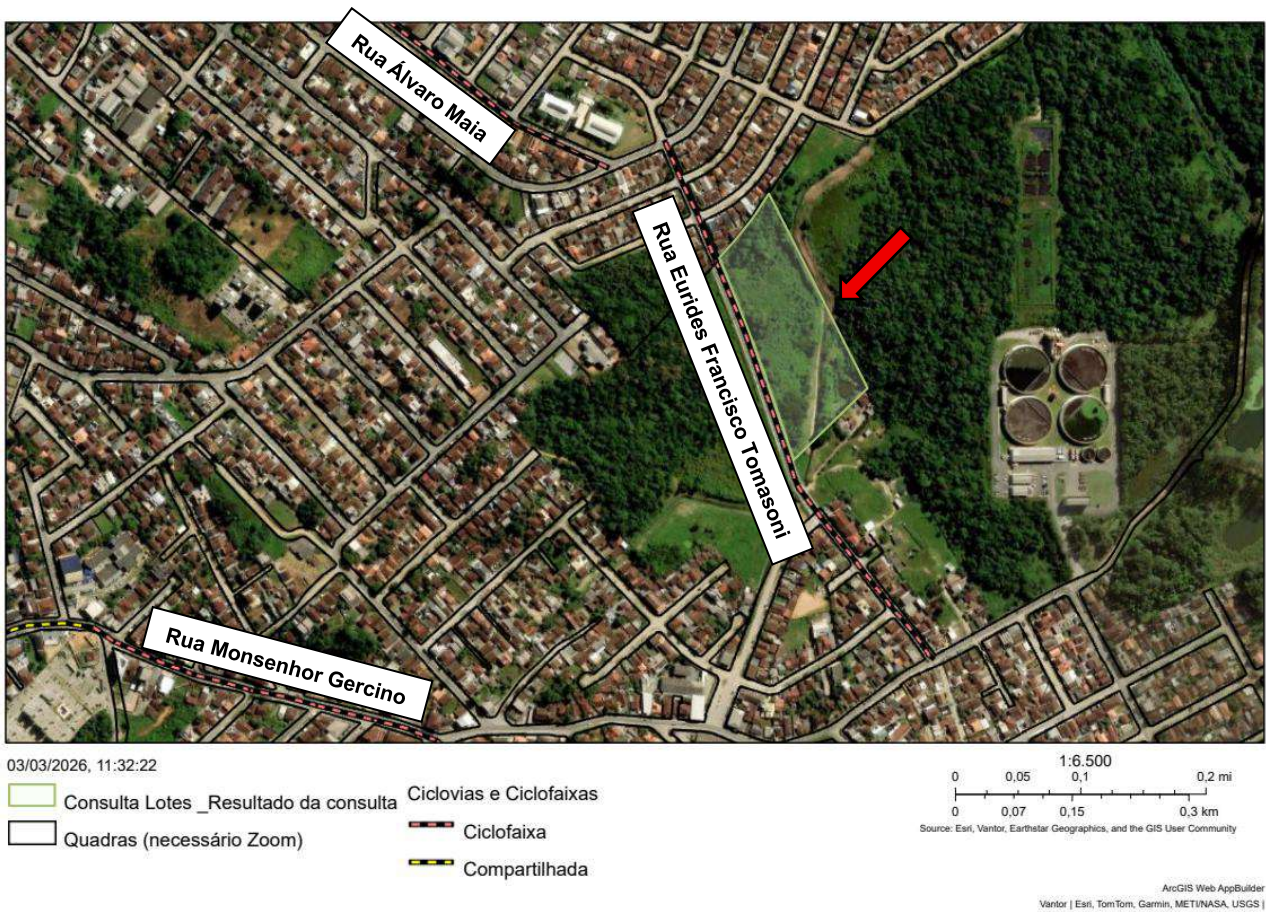 Rua Álvaro Maia
Rua Eurides Francisco Tomasoni
Rua Monsenhor Gercino
03/03/2026, 11:32:22
Consulta Lotes _Resultado da consulta
Quadras (necessário Zoom)
Ciclovias e Ciclofaixas
Ciclofaixa
Compartilhada
1:6.500
0 0,05 0,1 0,2 mi
0 0,07 0,15 0,3 km
Source: Esri, Vantor, Earthstar Geographics, and the GIS User Community
ArcGIS Web AppBuilder
Vantor | Esri, TomTom, Garmin, METI/NASA, USGS |